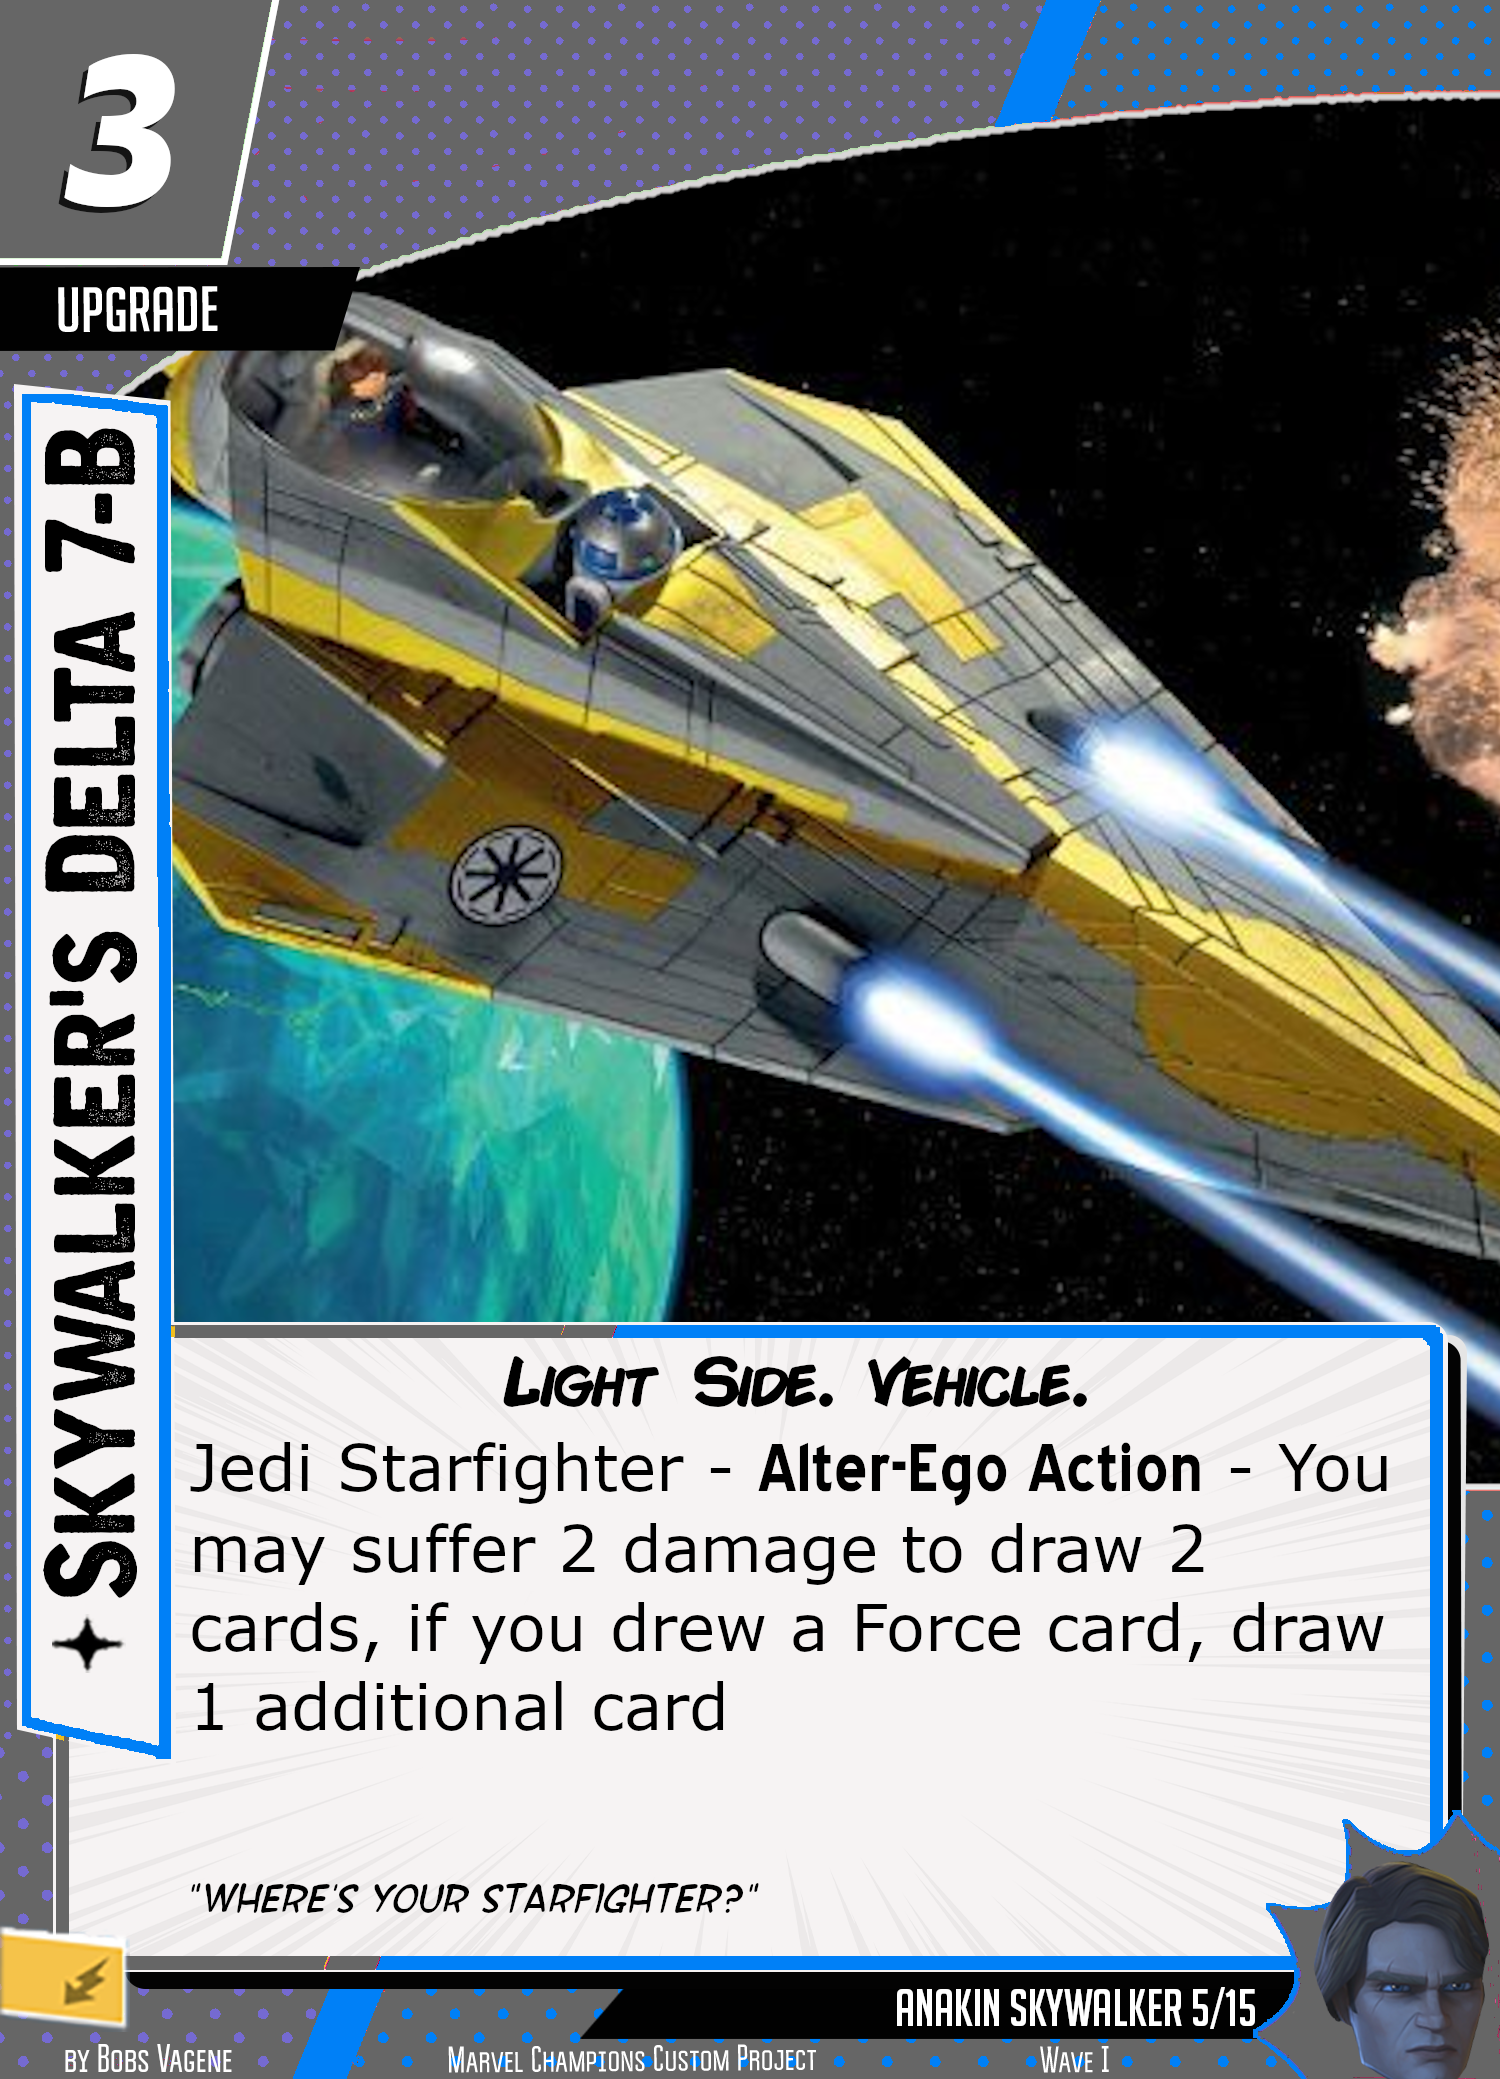 3
UPGRADE
SKYWALKER'S DELTA 7-B
LIGHT SIDE. VEHICLE.
Jedi Starfighter - Alter-Ego Action - You
may suffer 2 damage to draw 2
cards, if you drew a Force card, draw
1 additional card
"WHERE'S YOUR STARFIGHTER?"
ANAKIN SKYWALKER 5/15
BY BOBS VAGENE
MARVEL CHAMPIONS CUSTOM PROJECT
WAVE I